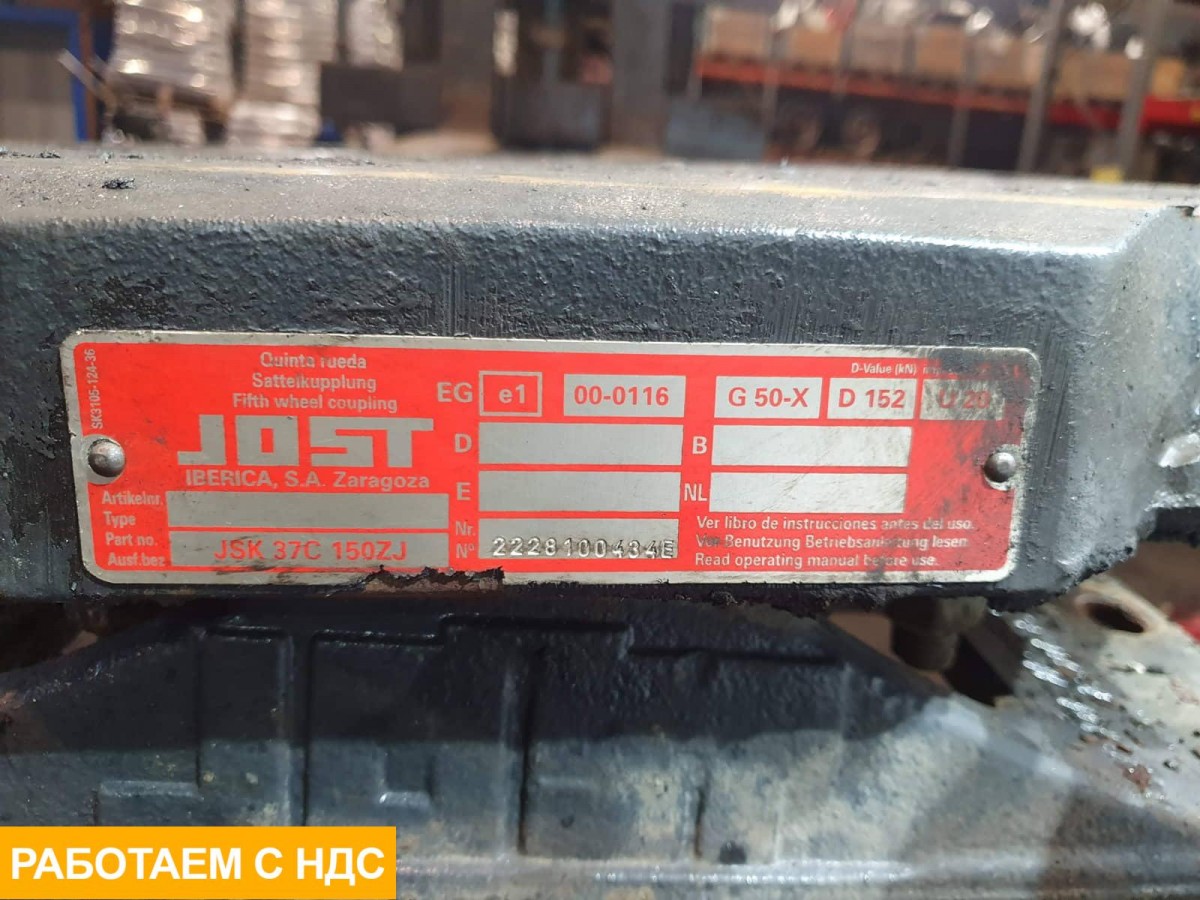 SK3105-124-36
Quinta rueda
Sattelkupplung
Fifth wheel coupling
JOST
IBERICA, S.A. Zaragoza
Artikelnr.
Type
Part no.
Ausf.bez
JSK 37C 150ZJ
EG e1 00-0116
D
E
Nr.
N° 22281004344E
D-Value (kN)
G 50-X D 152 U 20
B
NL
Ver libro de instrucciones antes del uso.
Vor Benutzung Betriebsanleitung lesen
Read operating manual before use.
РАБОТАЕМ С НДС